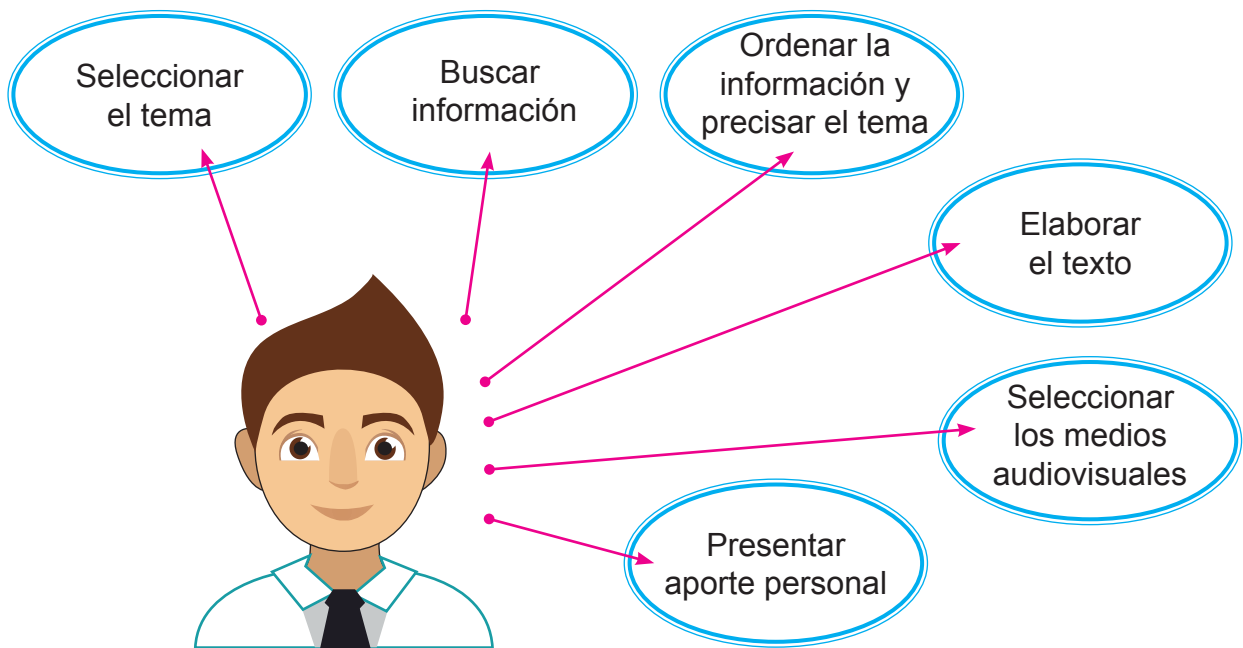 Seleccionar
el tema
Buscar
información
Ordenar la
información y
precisar el tema
Elaborar
el texto
Seleccionar
los medios
audiovisuales
Presentar
aporte personal